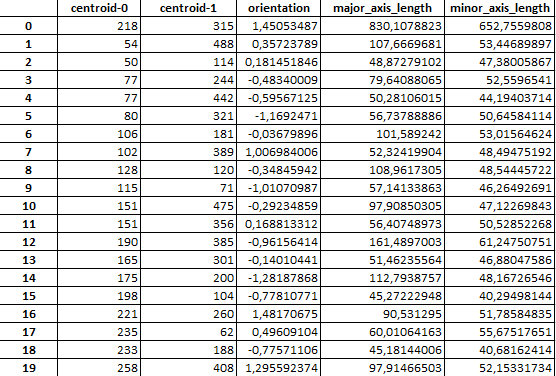 centroid-0 centroid-1 orientation major_axis_length minor_axis_length
0 218 315 1,45053487 830,1078823 652,7559808
1 54 488 0,35723789 107,6669681 53,44689897
2 50 114 0,181451846 48,87279102 47,38005867
3 77 244 -0,48340009 79,64088065 52,5596541
4 77 442 -0,59567125 50,28106015 44,19403714
5 80 321 -1,1692471 56,73788886 50,64584114
6 106 181 -0,03679896 101,589242 53,01564624
7 102 389 1,006984006 52,32419904 48,49475192
8 128 120 -0,34845942 108,9617305 48,54445722
9 115 71 -1,01070987 57,14133863 46,26492691
10 151 475 -0,29234859 97,90850305 47,12269843
11 151 356 0,168813312 56,40748973 50,52852268
12 190 385 -0,96156414 161,4897003 61,24750751
13 165 301 -0,14010441 51,46235564 46,88047586
14 175 200 -1,28187868 112,7938757 48,16726546
15 198 104 -0,77810771 45,27222948 40,29498144
16 221 260 1,48170675 90,531295 51,78584835
17 235 62 0,49609104 60,01064163 55,67517651
18 233 188 -0,77571106 45,18144006 40,68162414
19 258 408 1,295592374 97,91466503 52,15331734